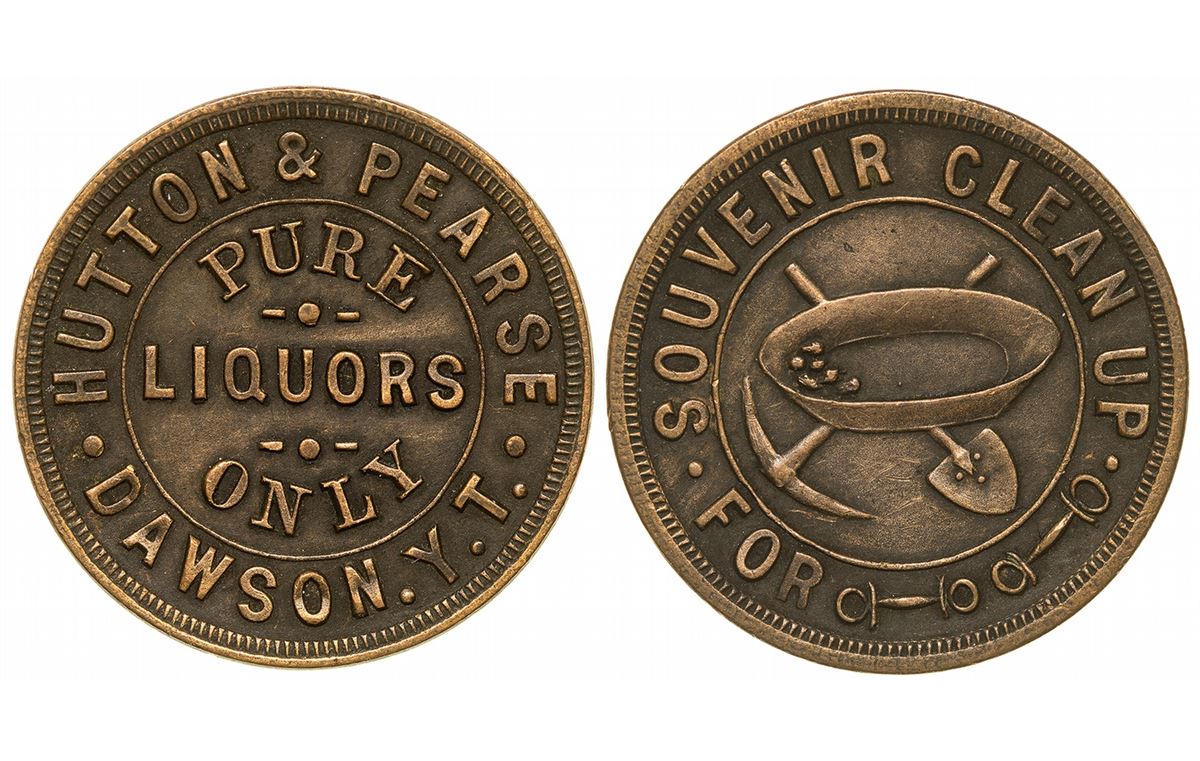 HUTTON & PEARSE
PURE
LIQUORS
ONLY
· DAWSON. Y. T. ·
· SOUVENIR CLEAN UP ·
FOR